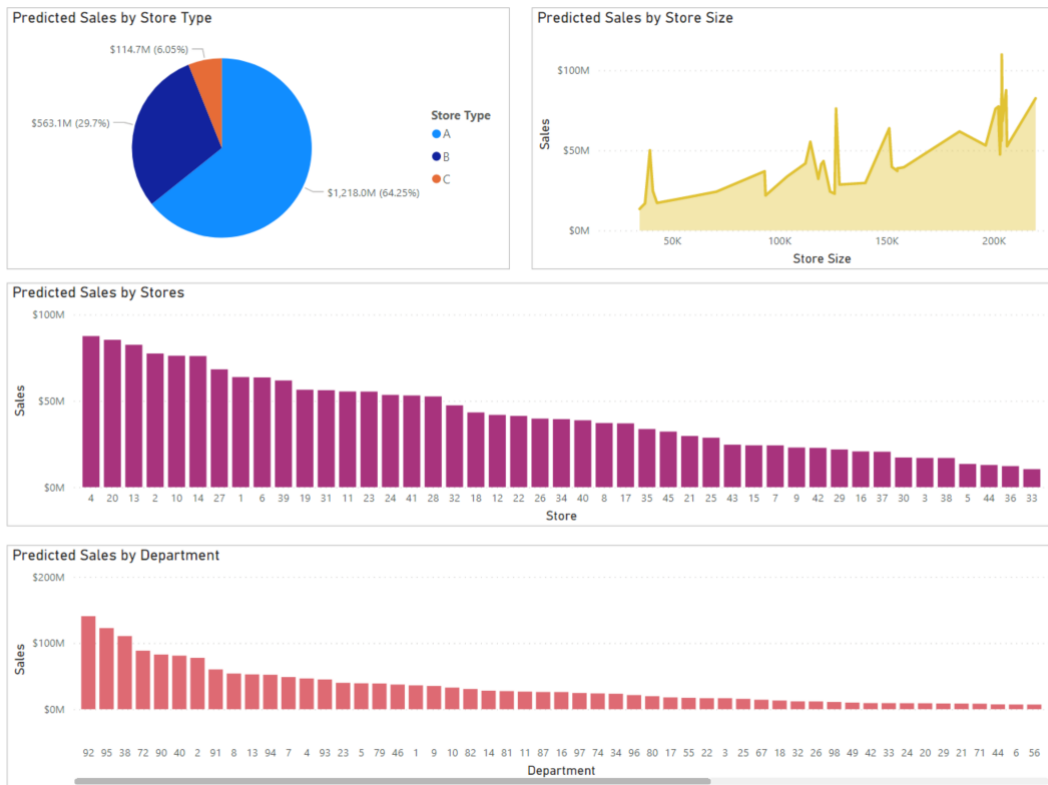 Predicted Sales by Store Type
$114.7M (6.05%)
$563.1M (29.7%)
$1,218.0M (64.25%)
Store Type
A
B
C
Predicted Sales by Store Size
$100M
$50M
$0M
Sales
50K 100K 150K 200K
Store Size
Predicted Sales by Stores
$100M
$50M
$0M
Sales
4 20 13 2 10 14 27 1 6 39 19 31 11 23 24 41 28 32 18 12 22 26 34 40 8 17 35 45 21 25 43 15 7 9 42 29 16 37 30 3 38 5 44 36 33
Store
Predicted Sales by Department
$200M
$100M
$0M
Sales
92 95 38 72 90 40 2 91 8 13 94 7 4 93 23 5 79 46 1 9 10 82 14 81 11 87 16 97 74 34 96 80 17 55 22 3 25 67 18 32 26 98 49 42 33 24 20 29 21 71 44 6 56
Department